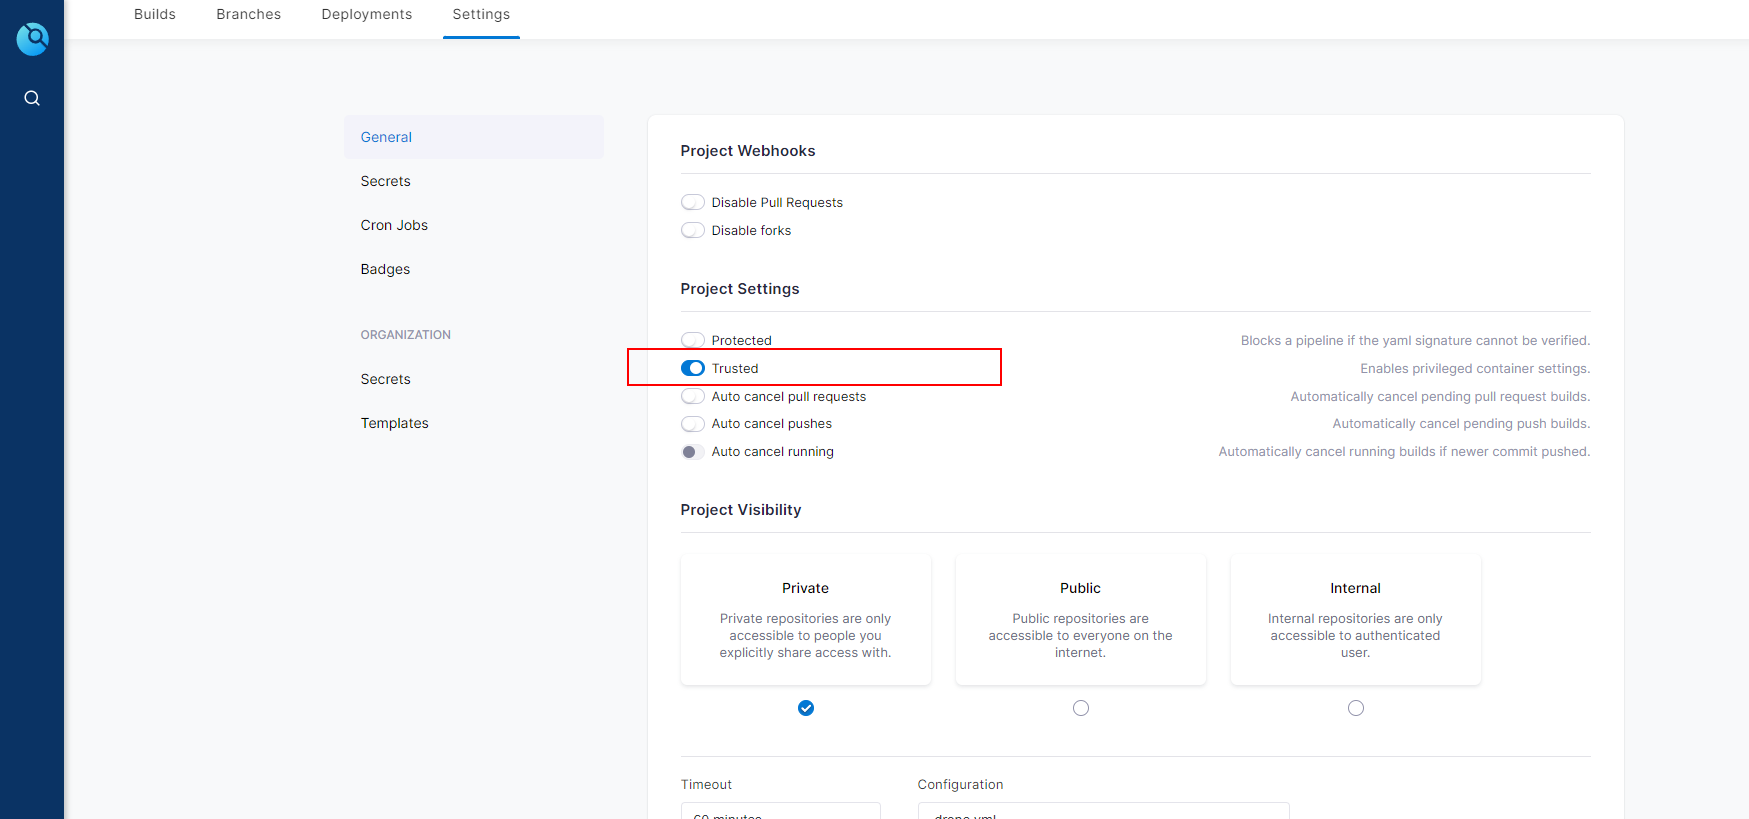 Builds Branches Deployments Settings
General
Secrets
Cron Jobs
Badges
ORGANIZATION
Secrets
Templates
Project Webhooks
Disable Pull Requests
Disable forks
Project Settings
Protected Blocks a pipeline if the yaml signature cannot be verified.
Trusted Enables privileged container settings.
Auto cancel pull requests Automatically cancel pending pull request builds.
Auto cancel pushes Automatically cancel pending push builds.
Auto cancel running Automatically cancel running builds if newer commit pushed.
Project Visibility
Private
Private repositories are only
accessible to people you
explicitly share access with.
Public
Public repositories are
accessible to everyone on the
internet.
Internal
Internal repositories are only
accessible to authenticated
user.
Timeout
60 minutes
Configuration
.drone.yml